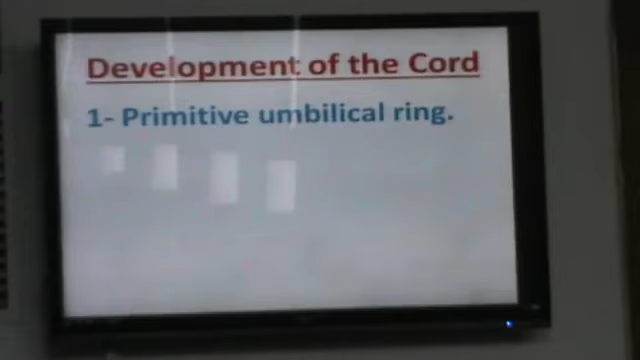 Development of the Cord
1- Primitive umbilical ring.